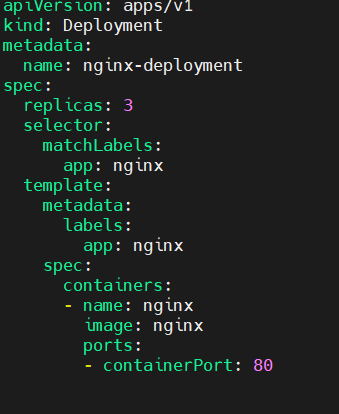 apiVersion: apps/v1
kind: Deployment
metadata:
  name: nginx-deployment
spec:
  replicas: 3
  selector:
    matchLabels:
      app: nginx
  template:
    metadata:
      labels:
        app: nginx
    spec:
      containers:
      - name: nginx
        image: nginx
        ports:
        - containerPort: 80